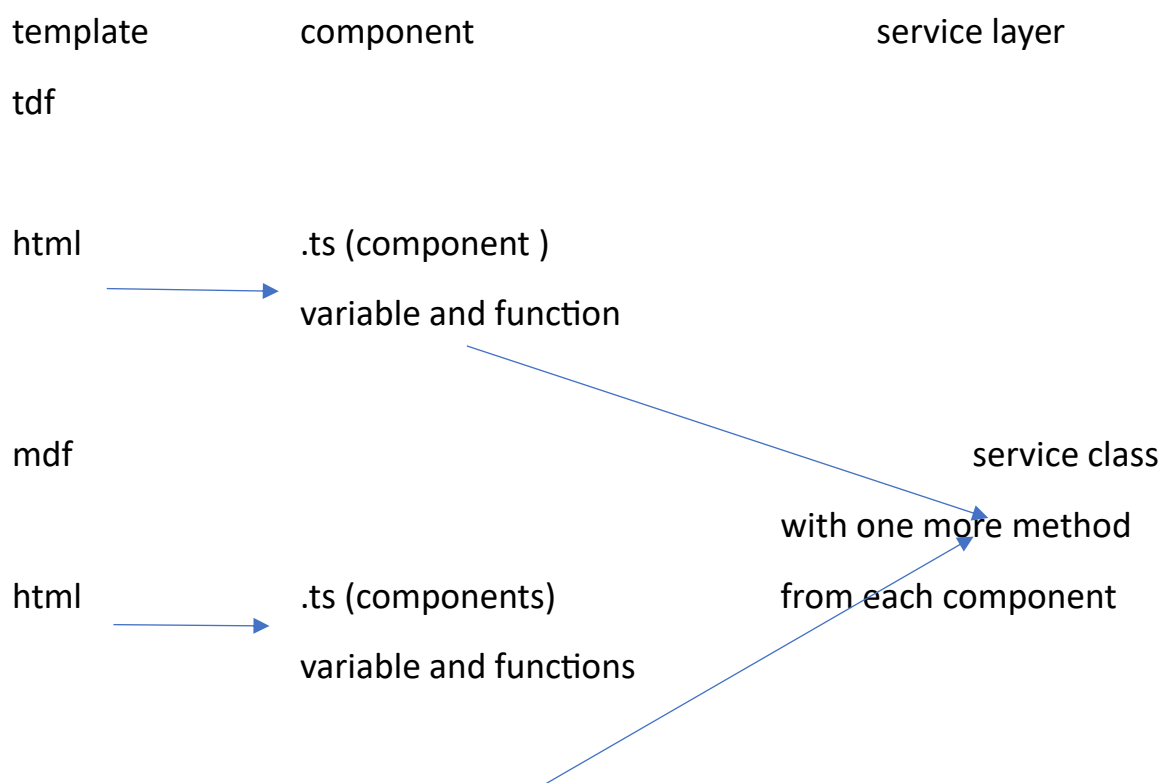 template component service layer
tdf
html .ts (component )
variable and function
mdf service class
with one more method
html .ts (components) from each component
variable and functions